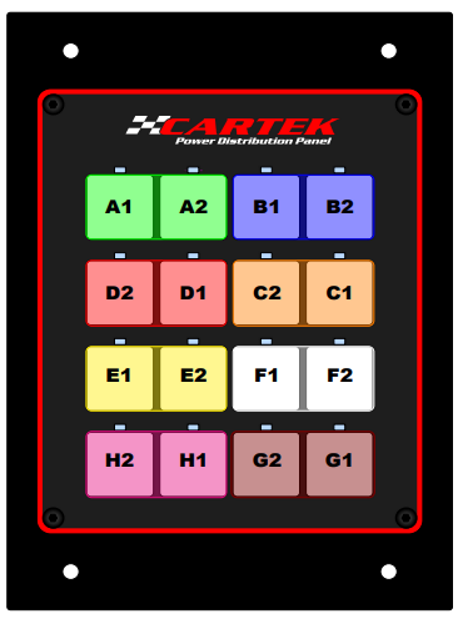 CARTEK
Power Distribution Panel
A1 A2 B1 B2
D2 D1 C2 C1
E1 E2 F1 F2
H2 H1 G2 G1